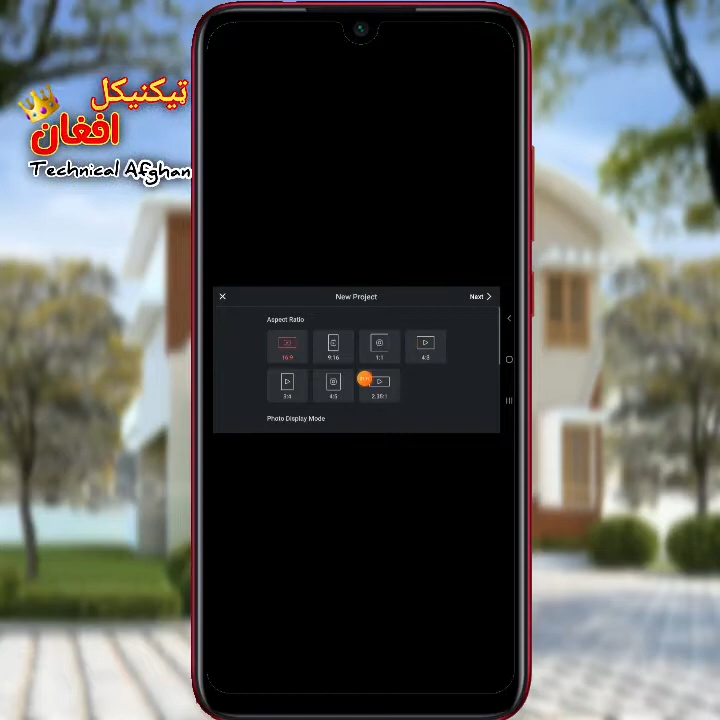 ټیکنیکل
افغان
Technical Afghan
New Project
Next
Aspect Ratio
16:9
9:16
1:1
4:3
3:4
4:5
2.35:1
Photo Display Mode